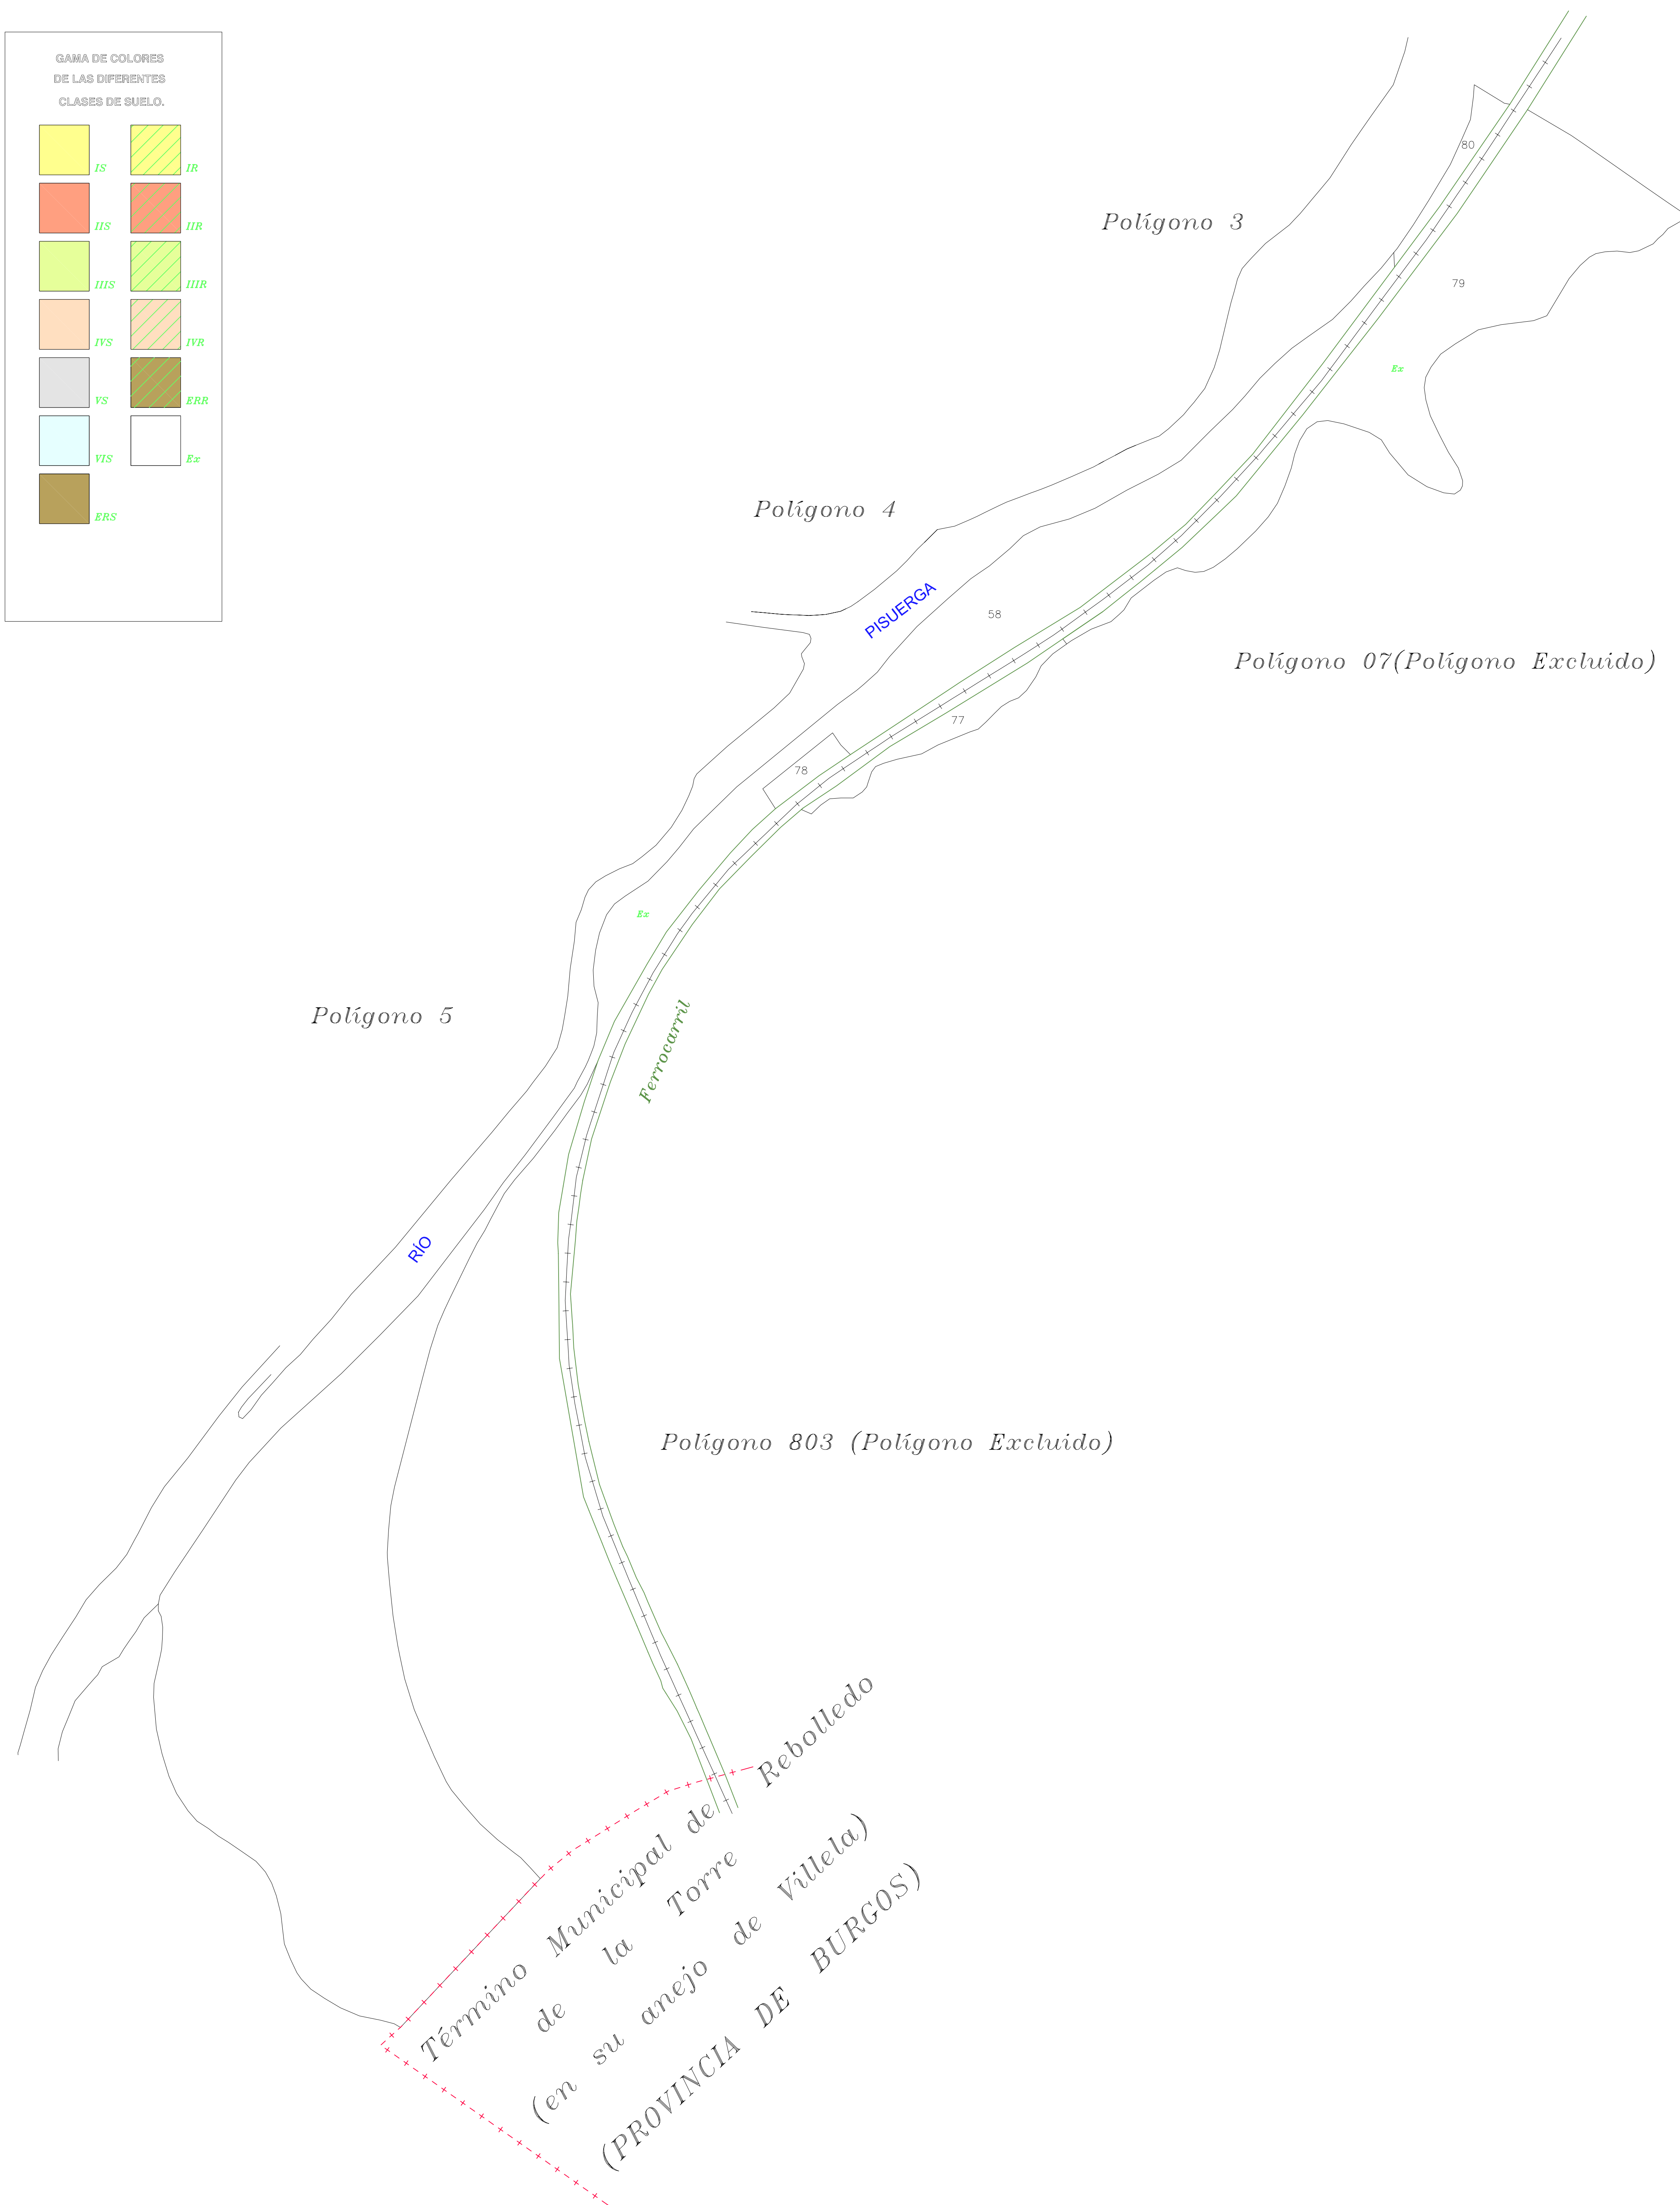 GAMA DE COLORES
DE LAS DIFERENTES
CLASES DE SUELO.
IS
IR
IIS
IIR
IIIS
IIIR
IVS
IVR
VS
ERR
VIS
Ex
ERS
80
Polígono 3
79
Ex
Polígono 4
PISUERGA
58
Polígono 07(Polígono Excluido)
77
78
Ex
Polígono 5
Ferrocarril
RÍO
Polígono 803 (Polígono Excluido)
Término Municipal de Rebolledo
de la Torre
(en su anejo de Villela)
(PROVINCIA DE BURGOS)